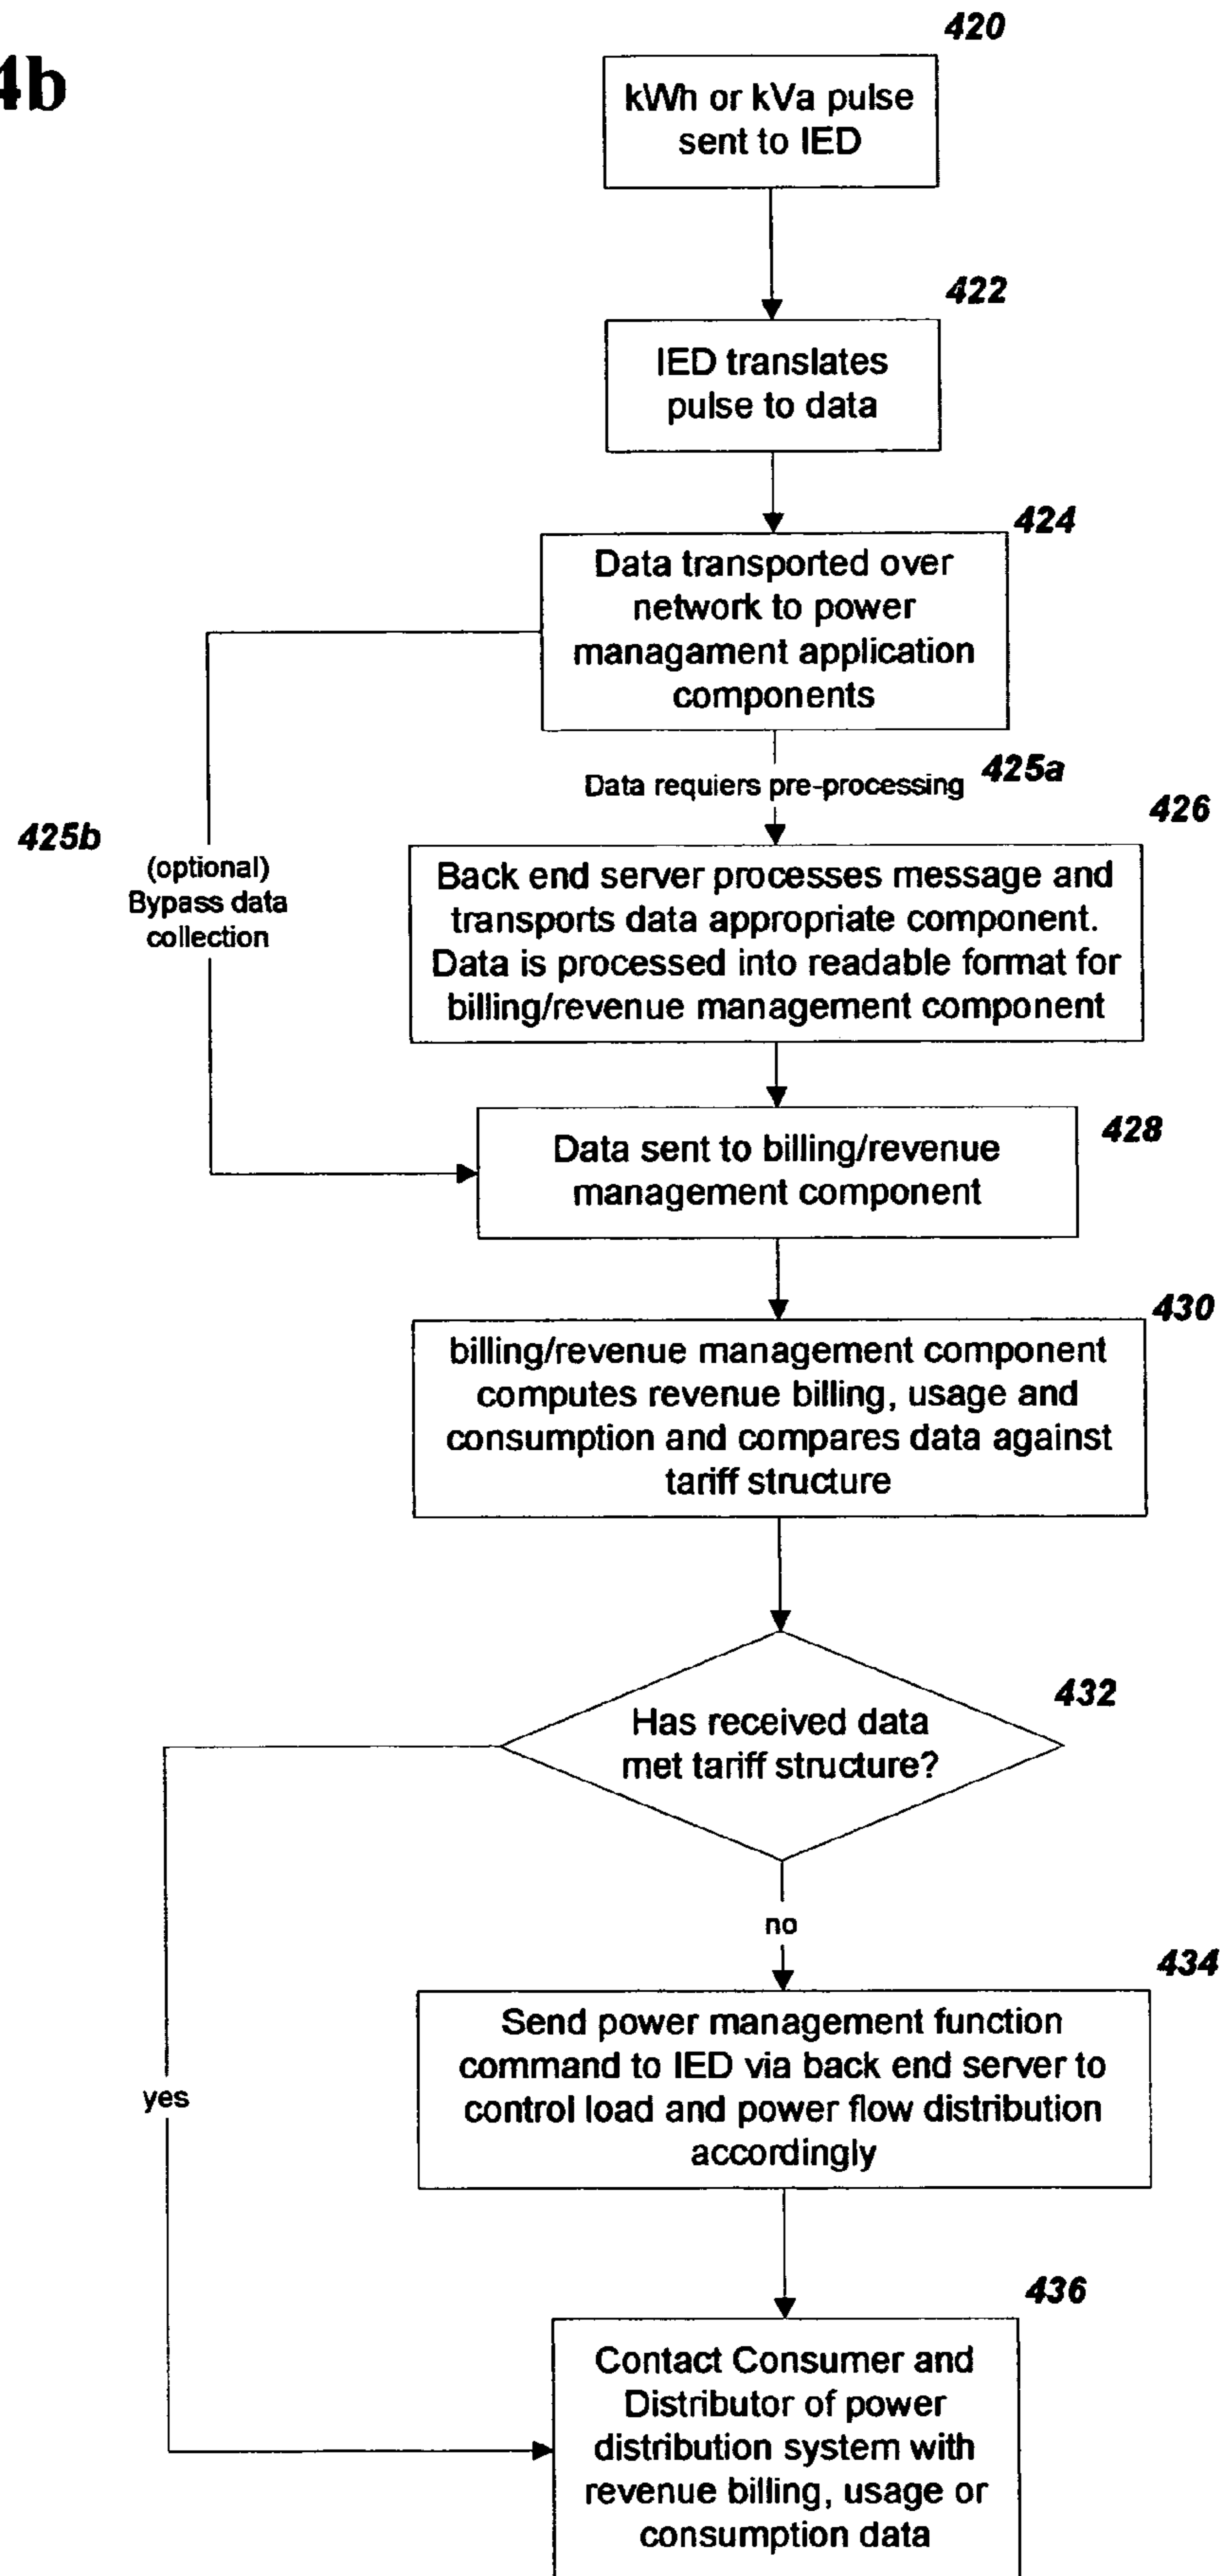 4b
420
kWh or kVa pulse
sent to IED
422
IED translates
pulse to data
424
Data transported over
network to power
managament application
components
425a
Data requiers pre-processing
425b
(optional)
Bypass data
collection
426
Back end server processes message and
transports data appropriate component.
Data is processed into readable format for
billing/revenue management component
428
Data sent to billing/revenue
management component
430
billing/revenue management component
computes revenue billing, usage and
consumption and compares data against
tariff structure
432
Has received data
met tariff structure?
no
yes
434
Send power management function
command to IED via back end server to
control load and power flow distribution
accordingly
436
Contact Consumer and
Distributor of power
distribution system with
revenue billing, usage or
consumption data